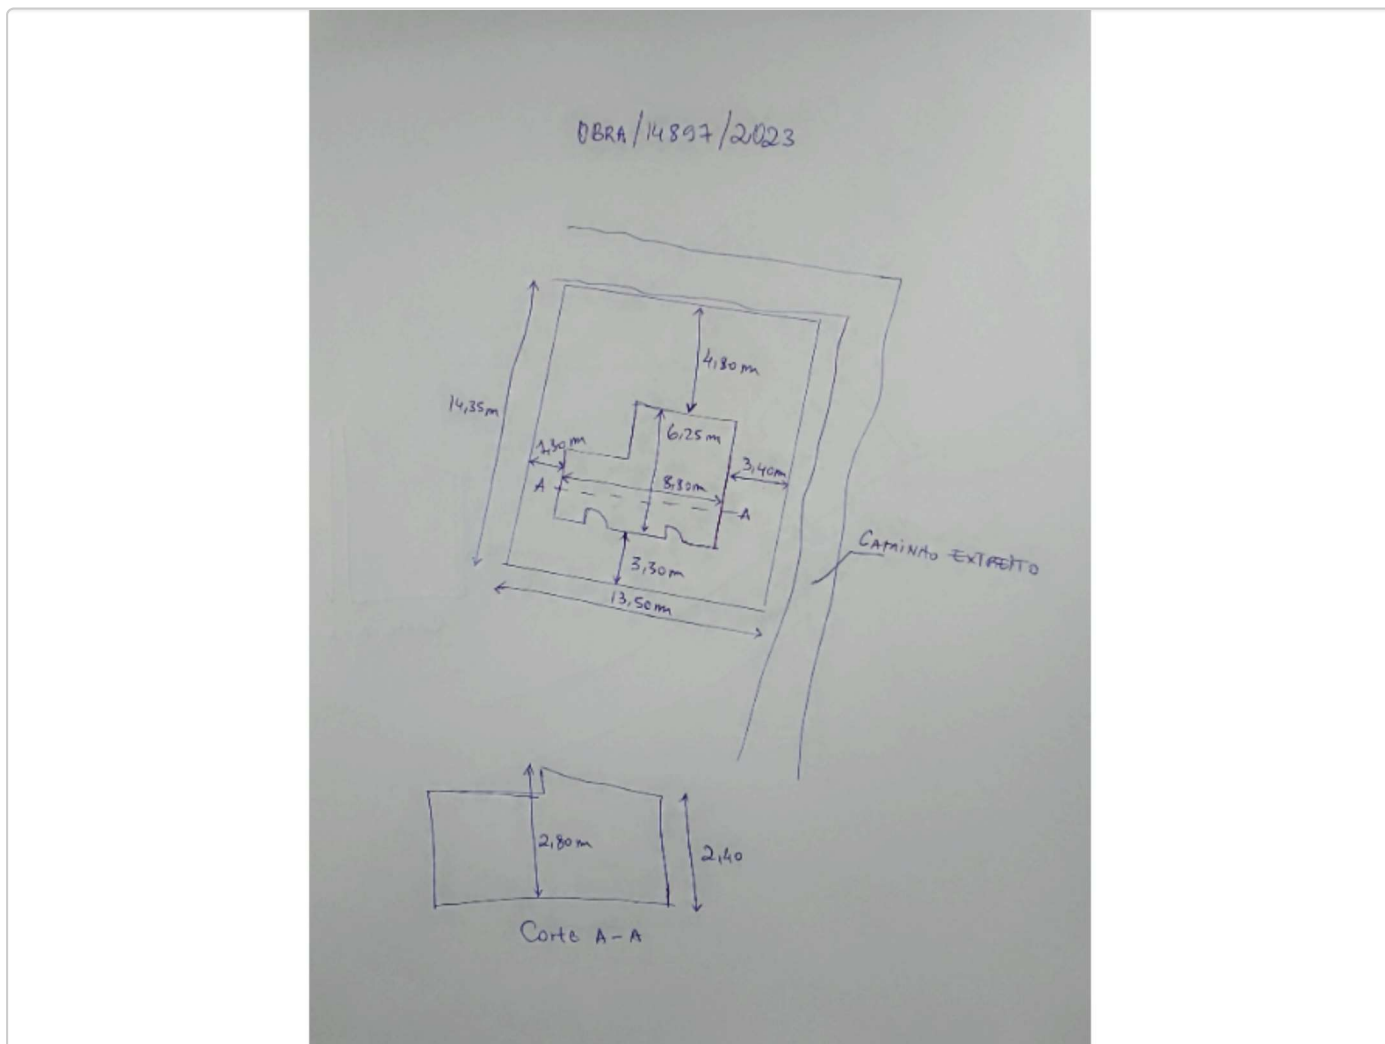 OBRA/14897/2023
4,80m
14,35m
6,25m
1,30m
3,40m
8,80m
A
A
3,30m
13,50m
CAMINHO EXTREITO
2,80m
2,40
Corte A-A